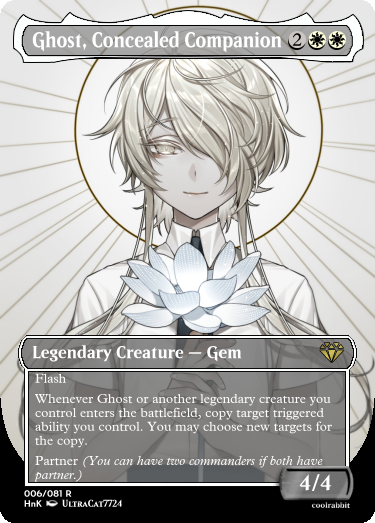 Ghost, Concealed Companion 2
Legendary Creature — Gem
Flash
Whenever Ghost or another legendary creature you
control enters the battlefield, copy target triggered
ability you control. You may choose new targets for
the copy.
Partner (You can have two commanders if both have
partner.)
4/4
006/081 R
HnK UltraCat7724
coolrabbit